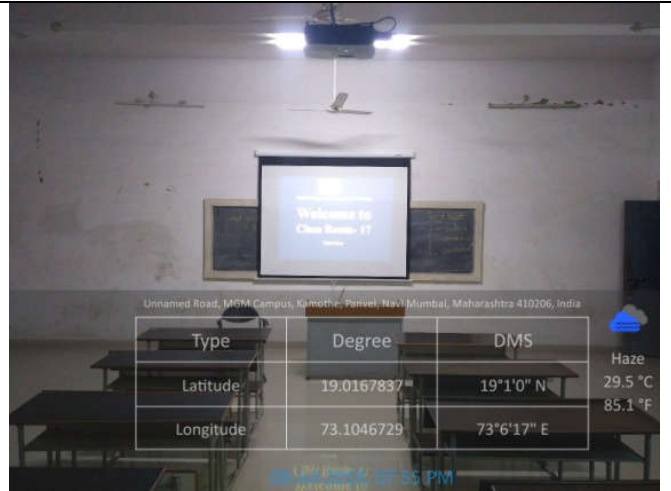 Welcome to
Class Room- 17
Unnamed Road, MGM Campus, Kamothe, Panvel, Navi Mumbai, Maharashtra 410206, India
Type Degree DMS
Haze
Latitude 19.0167837 19°1'0" N
29.5 °C
85.1 °F
Longitude 73.1046729 73°6'17" E
PM